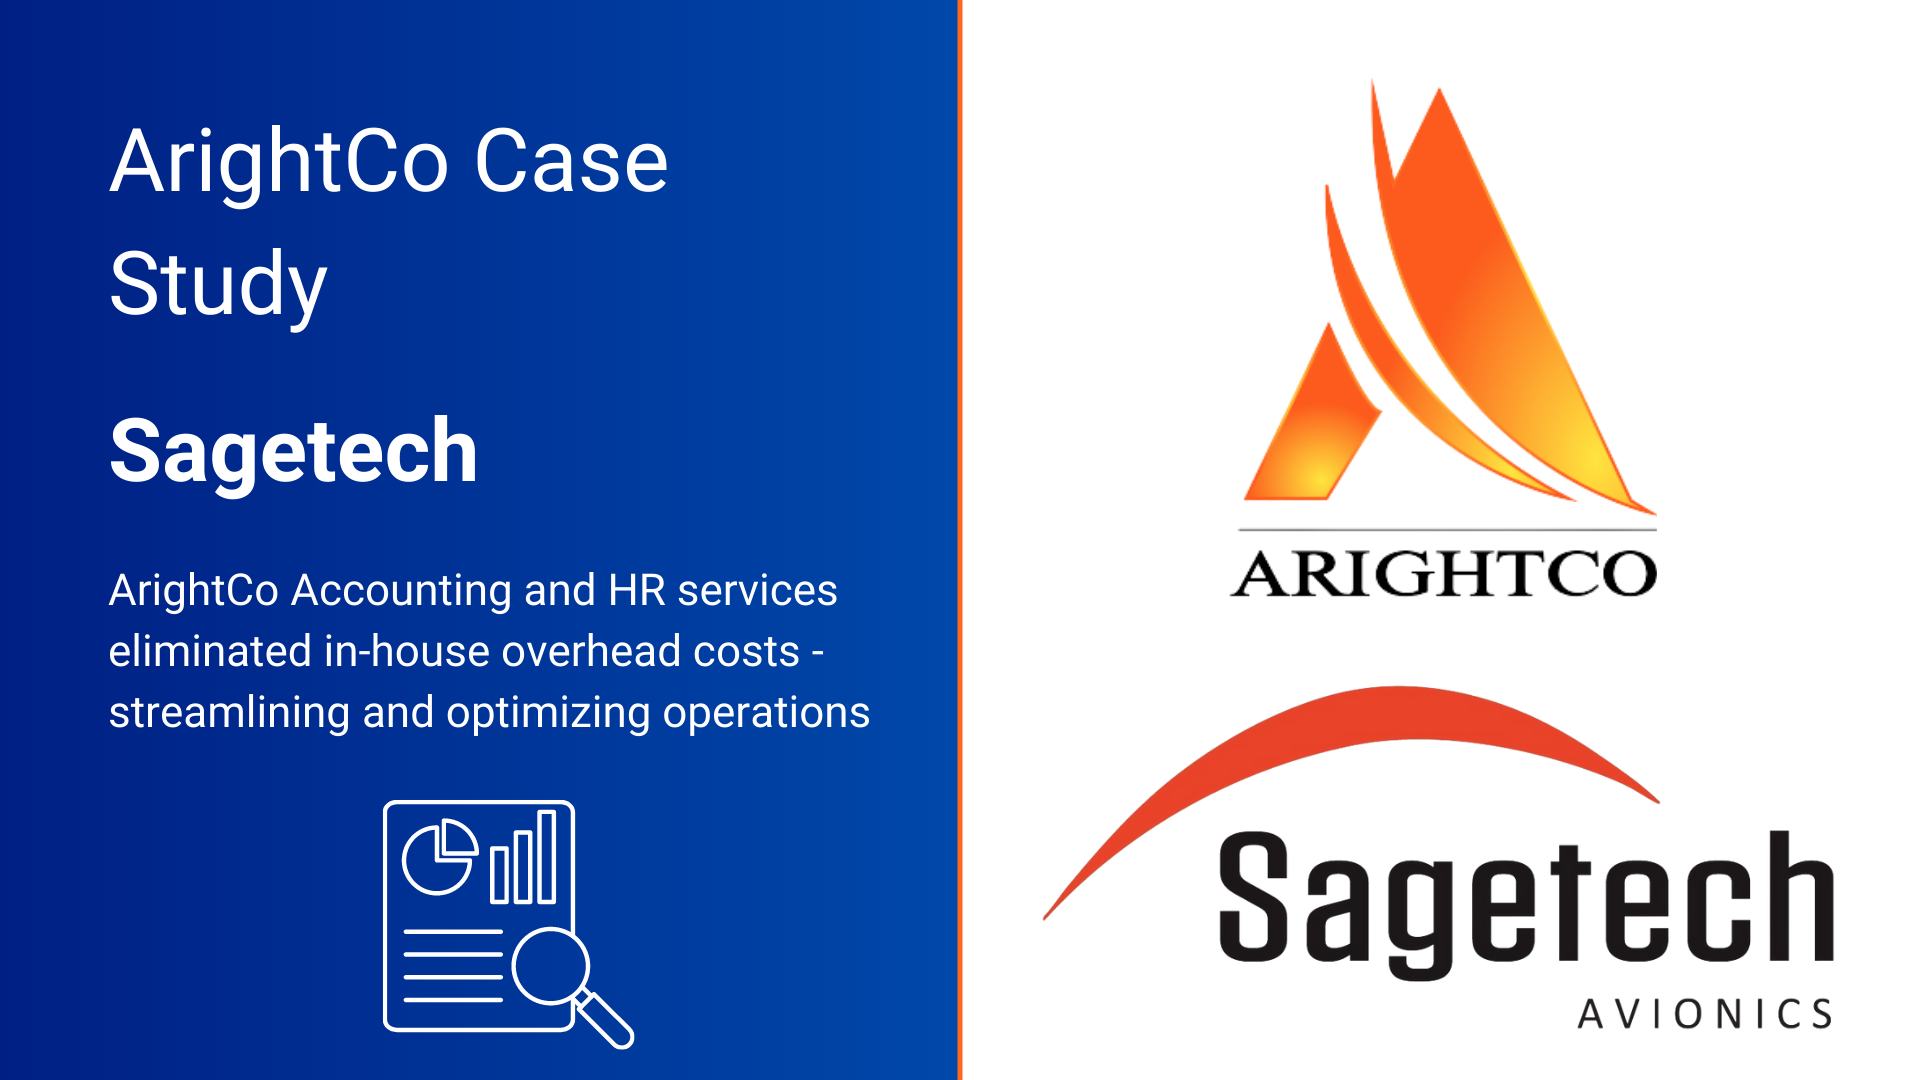 ArightCo Case
Study
Sagetech
ArightCo Accounting and HR services
eliminated in-house overhead costs -
streamlining and optimizing operations
ARIGHTCO
Sagetech
AVIONICS